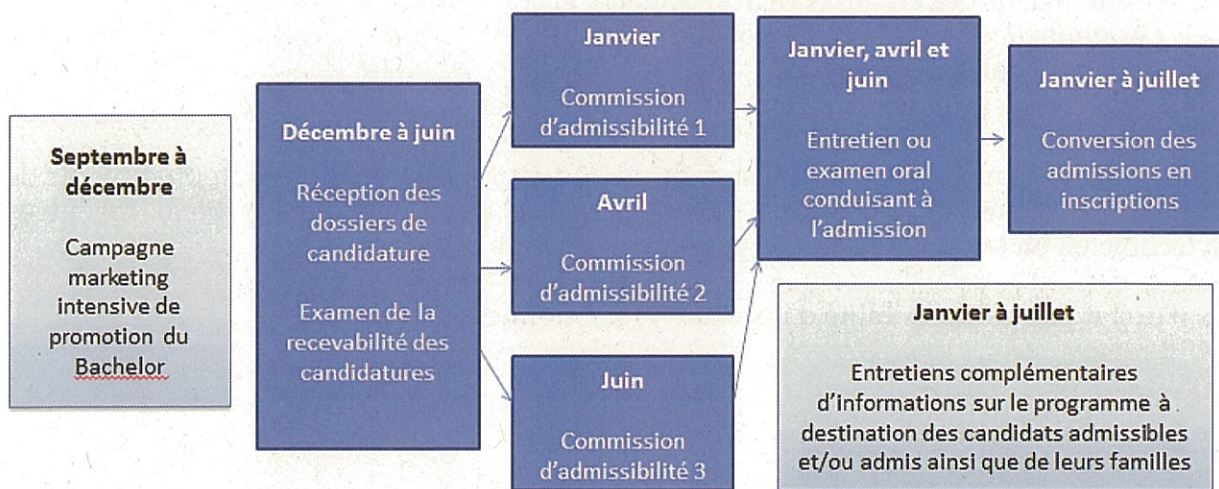 Septembre à
décembre
Campagne
marketing
intensive de
promotion du
Bachelor
Décembre à juin
Réception des
dossiers de
candidature
Examen de la
recevabilité des
candidatures
Janvier
Commission
d'admissibilité 1
Avril
Commission
d'admissibilité 2
Juin
Commission
d'admissibilité 3
Janvier, avril et
juin
Entretien ou
examen oral
conduisant à
l'admission
Janvier à juillet
Conversion des
admissions en
inscriptions
Janvier à juillet
Entretiens complémentaires
d'informations sur le programme à
destination des candidats admissibles
et/ou admis ainsi que de leurs familles